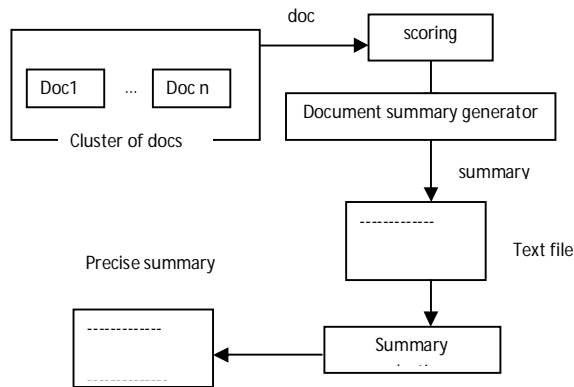 doc
scoring
Doc1 ... Doc n
Cluster of docs
Document summary generator
summary
-------------
Text file
Precise summary
-------------
-------------
Summary